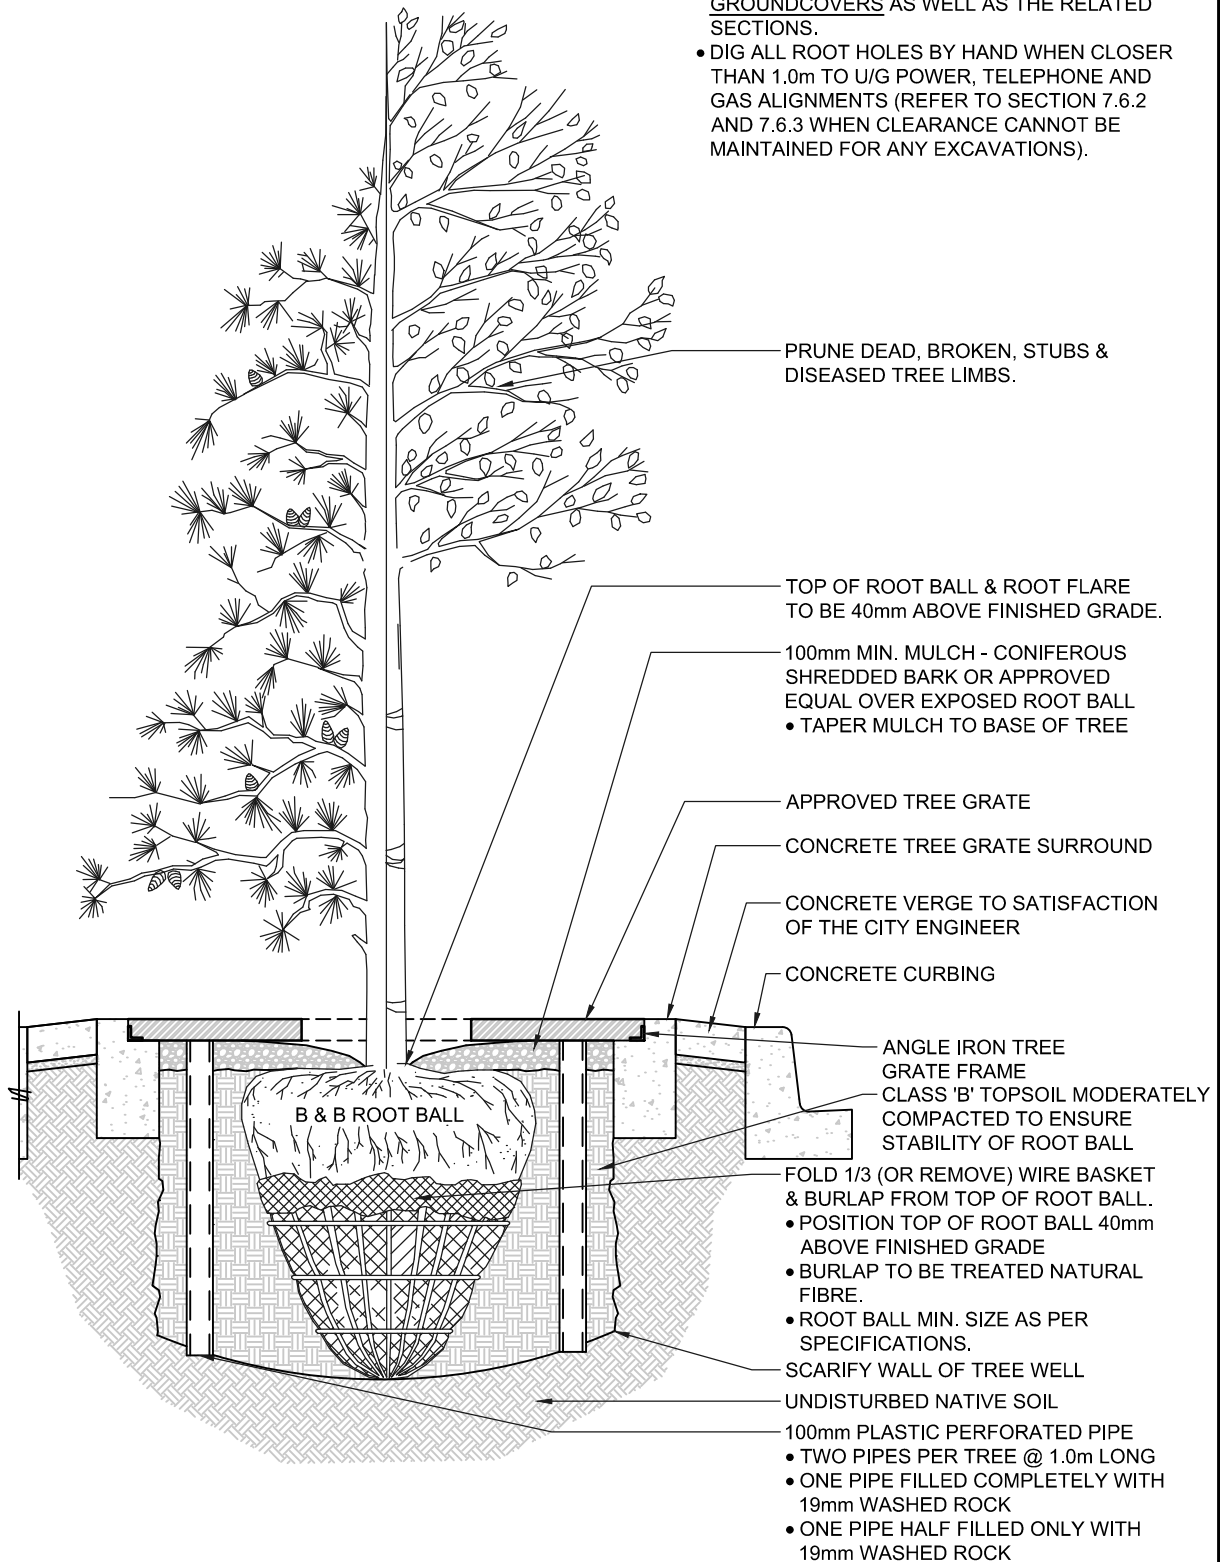 GROUNDCOVERS AS WELL AS THE RELATED
SECTIONS.
• DIG ALL ROOT HOLES BY HAND WHEN CLOSER
THAN 1.0m TO U/G POWER, TELEPHONE AND
GAS ALIGNMENTS (REFER TO SECTION 7.6.2
AND 7.6.3 WHEN CLEARANCE CANNOT BE
MAINTAINED FOR ANY EXCAVATIONS).
PRUNE DEAD, BROKEN, STUBS &
DISEASED TREE LIMBS.
TOP OF ROOT BALL & ROOT FLARE
TO BE 40mm ABOVE FINISHED GRADE.
100mm MIN. MULCH - CONIFEROUS
SHREDDED BARK OR APPROVED
EQUAL OVER EXPOSED ROOT BALL
• TAPER MULCH TO BASE OF TREE
APPROVED TREE GRATE
CONCRETE TREE GRATE SURROUND
CONCRETE VERGE TO SATISFACTION
OF THE CITY ENGINEER
CONCRETE CURBING
ANGLE IRON TREE
GRATE FRAME
CLASS 'B' TOPSOIL MODERATELY
COMPACTED TO ENSURE
STABILITY OF ROOT BALL
B & B ROOT BALL
FOLD 1/3 (OR REMOVE) WIRE BASKET
& BURLAP FROM TOP OF ROOT BALL.
• POSITION TOP OF ROOT BALL 40mm
ABOVE FINISHED GRADE
• BURLAP TO BE TREATED NATURAL
FIBRE.
• ROOT BALL MIN. SIZE AS PER
SPECIFICATIONS.
SCARIFY WALL OF TREE WELL
UNDISTURBED NATIVE SOIL
100mm PLASTIC PERFORATED PIPE
• TWO PIPES PER TREE @ 1.0m LONG
• ONE PIPE FILLED COMPLETELY WITH
19mm WASHED ROCK
• ONE PIPE HALF FILLED ONLY WITH
19mm WASHED ROCK